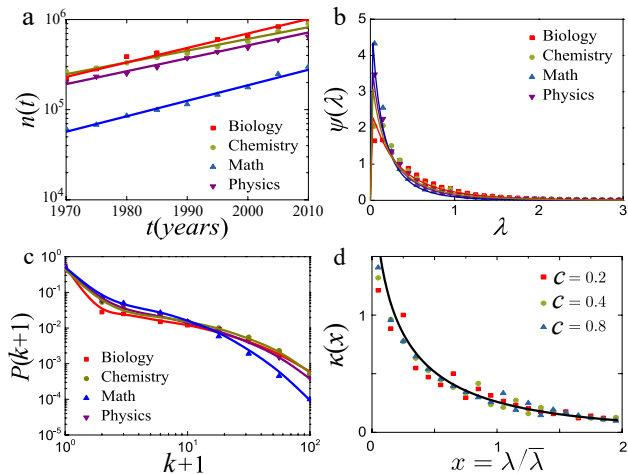 a
n(t)
10^6
10^5
10^4
1970 1980 1990 2000 2010
t(years)
Biology
Chemistry
Math
Physics
b
ψ(λ)
5
4
3
2
1
0
0 1 2 3
λ
Biology
Chemistry
Math
Physics
c
P(k+1)
10^0
10^-1
10^-2
10^-3
10^-4
10^-5
10^0 10^1 10^2
k+1
Biology
Chemistry
Math
Physics
d
κ(x)
1
0
0 1 2
x = λ/λ̅
C = 0.2
C = 0.4
C = 0.8